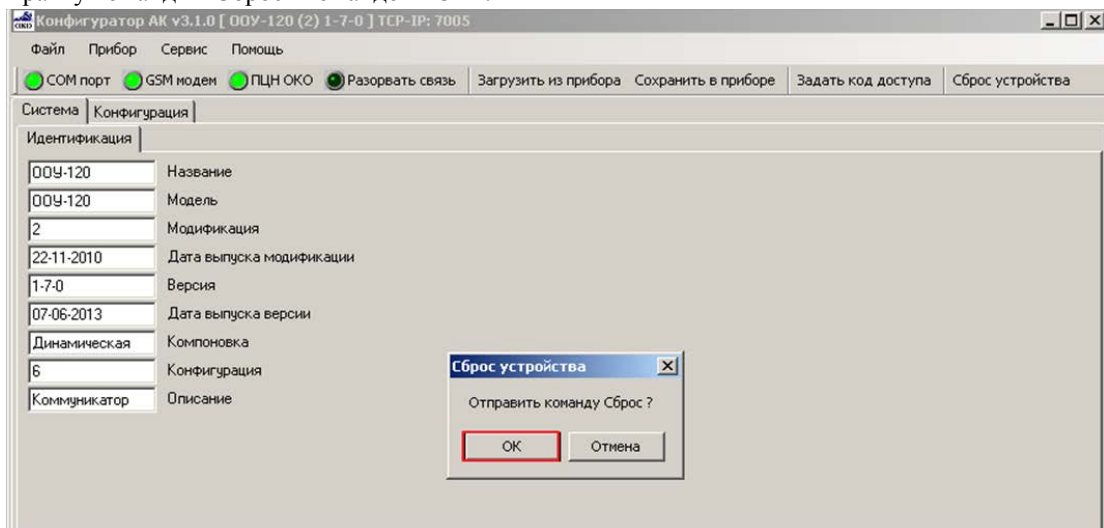 Конфигуратор АК v3.1.0 [ ООУ-120 (2) 1-7-0 ] TCP-IP: 7005
Файл Прибор Сервис Помощь
COM порт GSM модем ПЦН ОКО Разорвать связь Загрузить из прибора Сохранить в приборе Задать код доступа Сброс устройства
Система Конфигурация
Идентификация
ООУ-120 Название
ООУ-120 Модель
2 Модификация
22-11-2010 Дата выпуска модификации
1-7-0 Версия
07-06-2013 Дата выпуска версии
Динамическая Компоновка
6 Конфигурация
Коммуникатор Описание
Сброс устройства
Отправить команду Сброс ?
OK Отмена